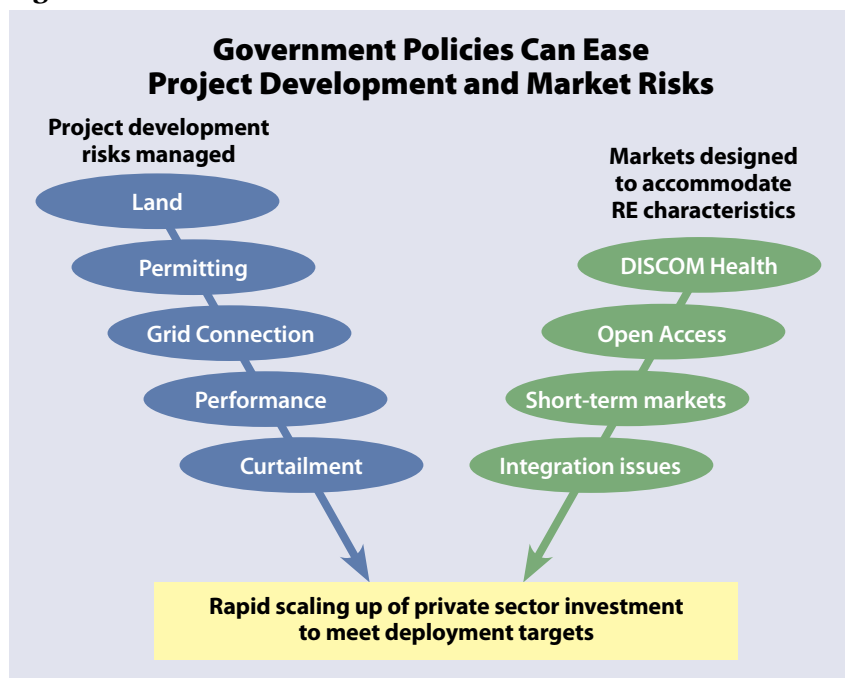 Government Policies Can Ease
Project Development and Market Risks
Project development
risks managed
Land
Permitting
Grid Connection
Performance
Curtailment
Markets designed
to accommodate
RE characteristics
DISCOM Health
Open Access
Short-term markets
Integration issues
Rapid scaling up of private sector investment
to meet deployment targets